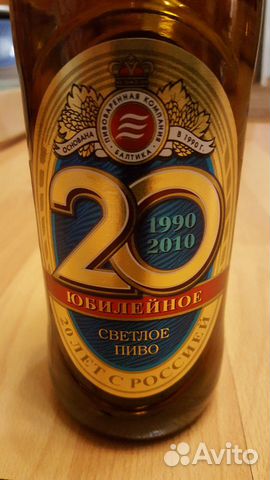 ПИВОВАРЕННАЯ КОМПАНИЯ
БАЛТИКА
ОСНОВАНА
В 1990 Г.
20
1990
2010
ЮБИЛЕЙНОЕ
СВЕТЛОЕ
ПИВО
20 ЛЕТ С РОССИЕЙ
Avito